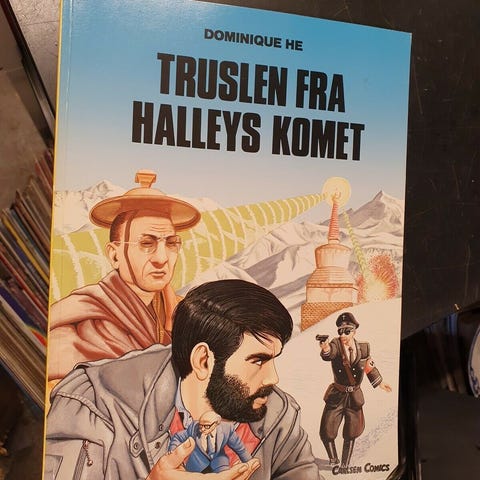 DOMINIQUE HE
TRUSLEN FRA
HALLEYS KOMET
CARLSEN COMICS